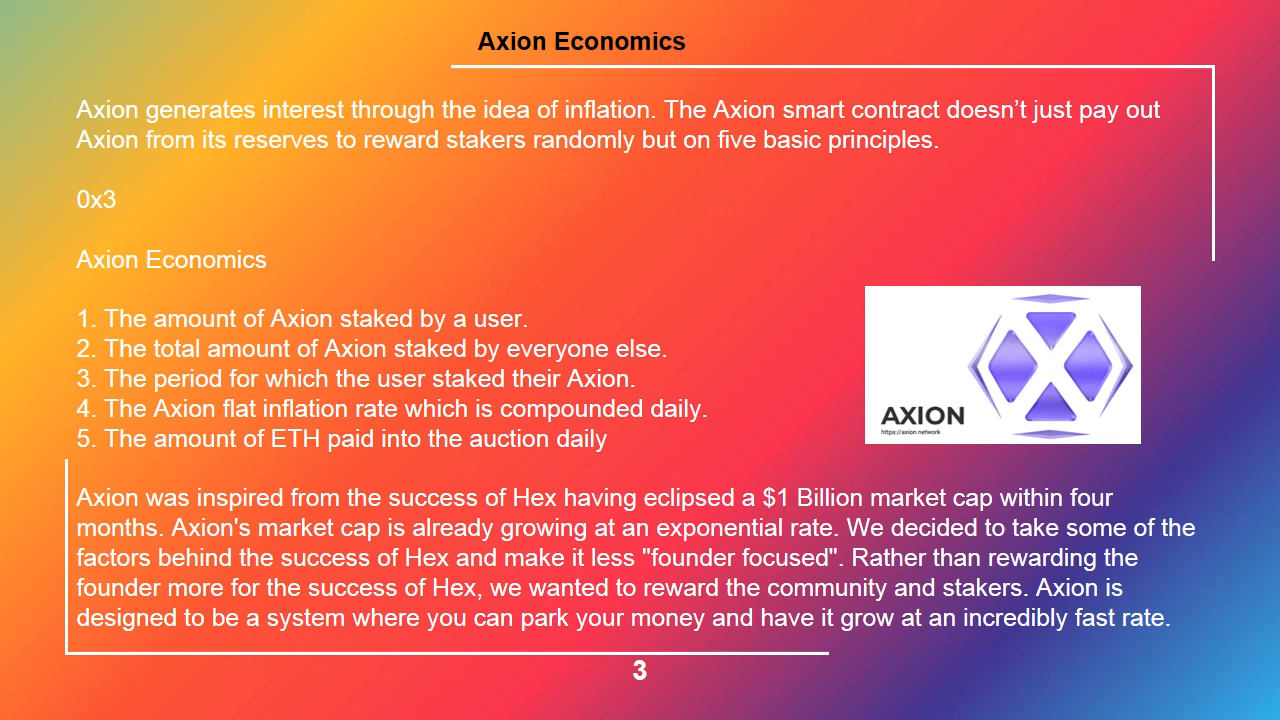 Axion Economics
Axion generates interest through the idea of inflation. The Axion smart contract doesn’t just pay out
Axion from its reserves to reward stakers randomly but on five basic principles.
0x3
Axion Economics
1. The amount of Axion staked by a user.
2. The total amount of Axion staked by everyone else.
3. The period for which the user staked their Axion.
4. The Axion flat inflation rate which is compounded daily.
5. The amount of ETH paid into the auction daily
AXION
https://axion.network
Axion was inspired from the success of Hex having eclipsed a $1 Billion market cap within four
months. Axion's market cap is already growing at an exponential rate. We decided to take some of the
factors behind the success of Hex and make it less "founder focused". Rather than rewarding the
founder more for the success of Hex, we wanted to reward the community and stakers. Axion is
designed to be a system where you can park your money and have it grow at an incredibly fast rate.
3